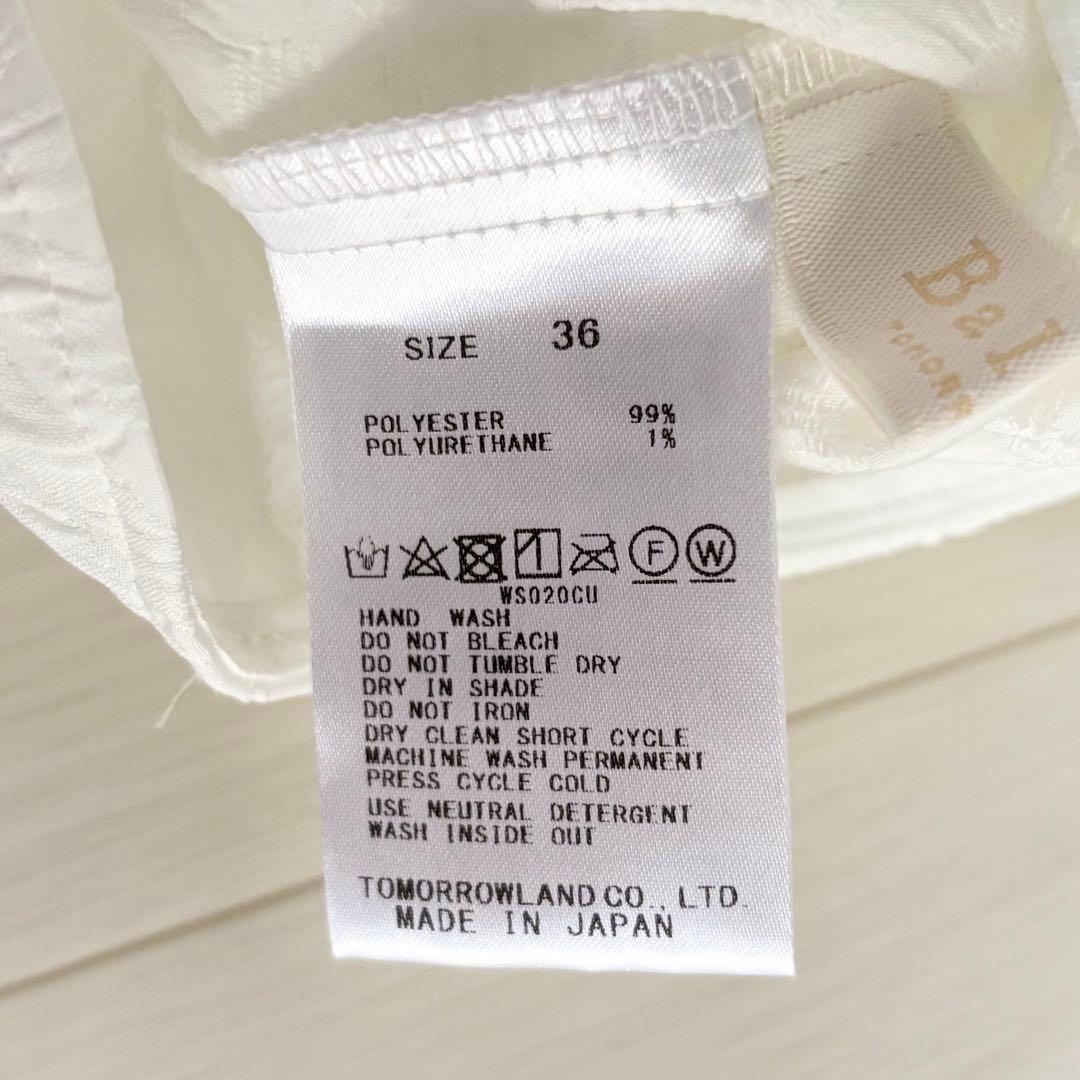 SIZE 36
POLYESTER 99%
POLYURETHANE 1%
F W
WS020CU
HAND WASH
DO NOT BLEACH
DO NOT TUMBLE DRY
DRY IN SHADE
DO NOT IRON
DRY CLEAN SHORT CYCLE
MACHINE WASH PERMANENT
PRESS CYCLE COLD
USE NEUTRAL DETERGENT
WASH INSIDE OUT
TOMORROWLAND CO., LTD.
MADE IN JAPAN